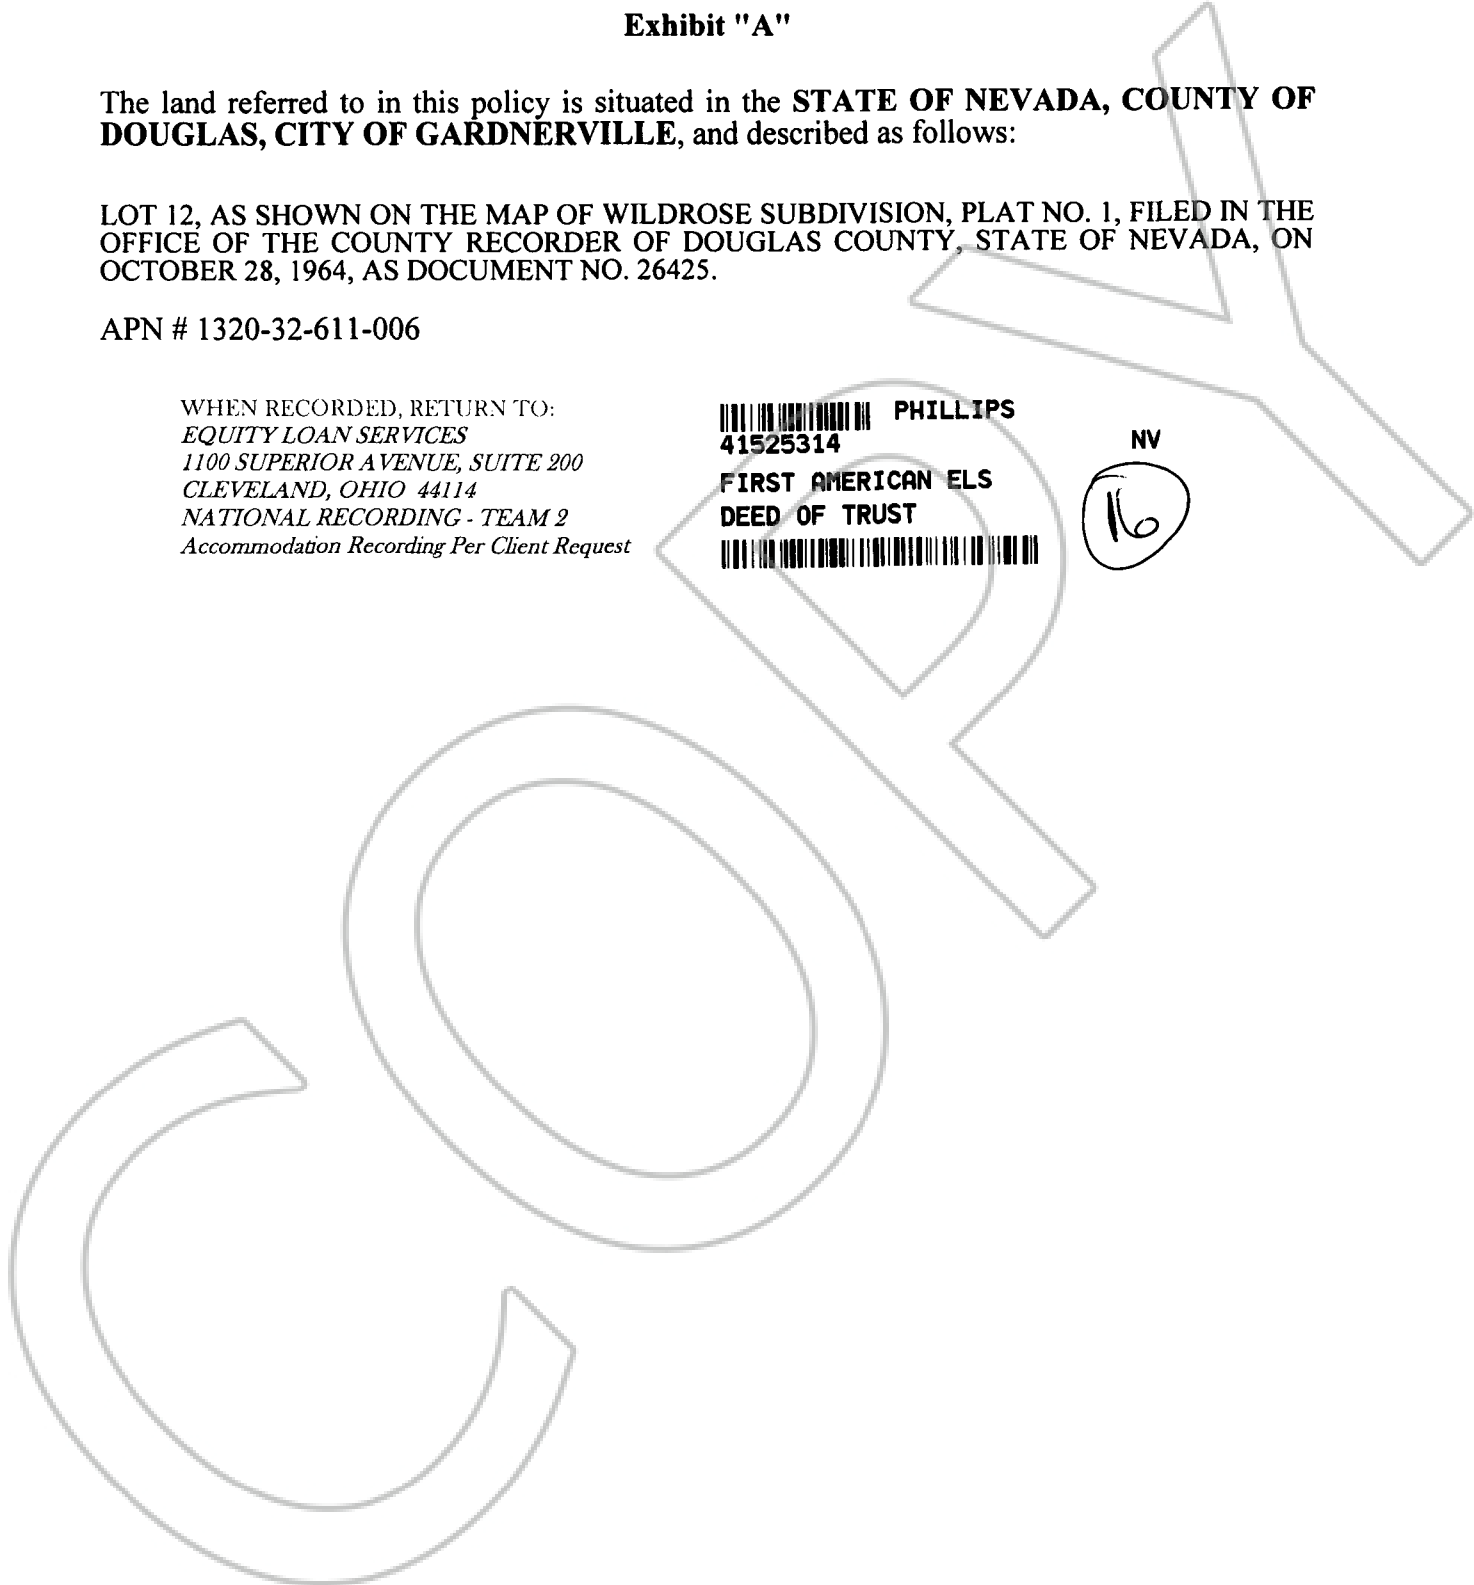 Exhibit "A"
The land referred to in this policy is situated in the STATE OF NEVADA, COUNTY OF
DOUGLAS, CITY OF GARDNERVILLE, and described as follows:
LOT 12, AS SHOWN ON THE MAP OF WILDROSE SUBDIVISION, PLAT NO. 1, FILED IN THE
OFFICE OF THE COUNTY RECORDER OF DOUGLAS COUNTY, STATE OF NEVADA, ON
OCTOBER 28, 1964, AS DOCUMENT NO. 26425.
APN # 1320-32-611-006
WHEN RECORDED, RETURN TO:
EQUITY LOAN SERVICES
1100 SUPERIOR AVENUE, SUITE 200
CLEVELAND, OHIO 44114
NATIONAL RECORDING - TEAM 2
Accommodation Recording Per Client Request
PHILLIPS
41525314
NV
FIRST AMERICAN ELS
DEED OF TRUST
16
COPY